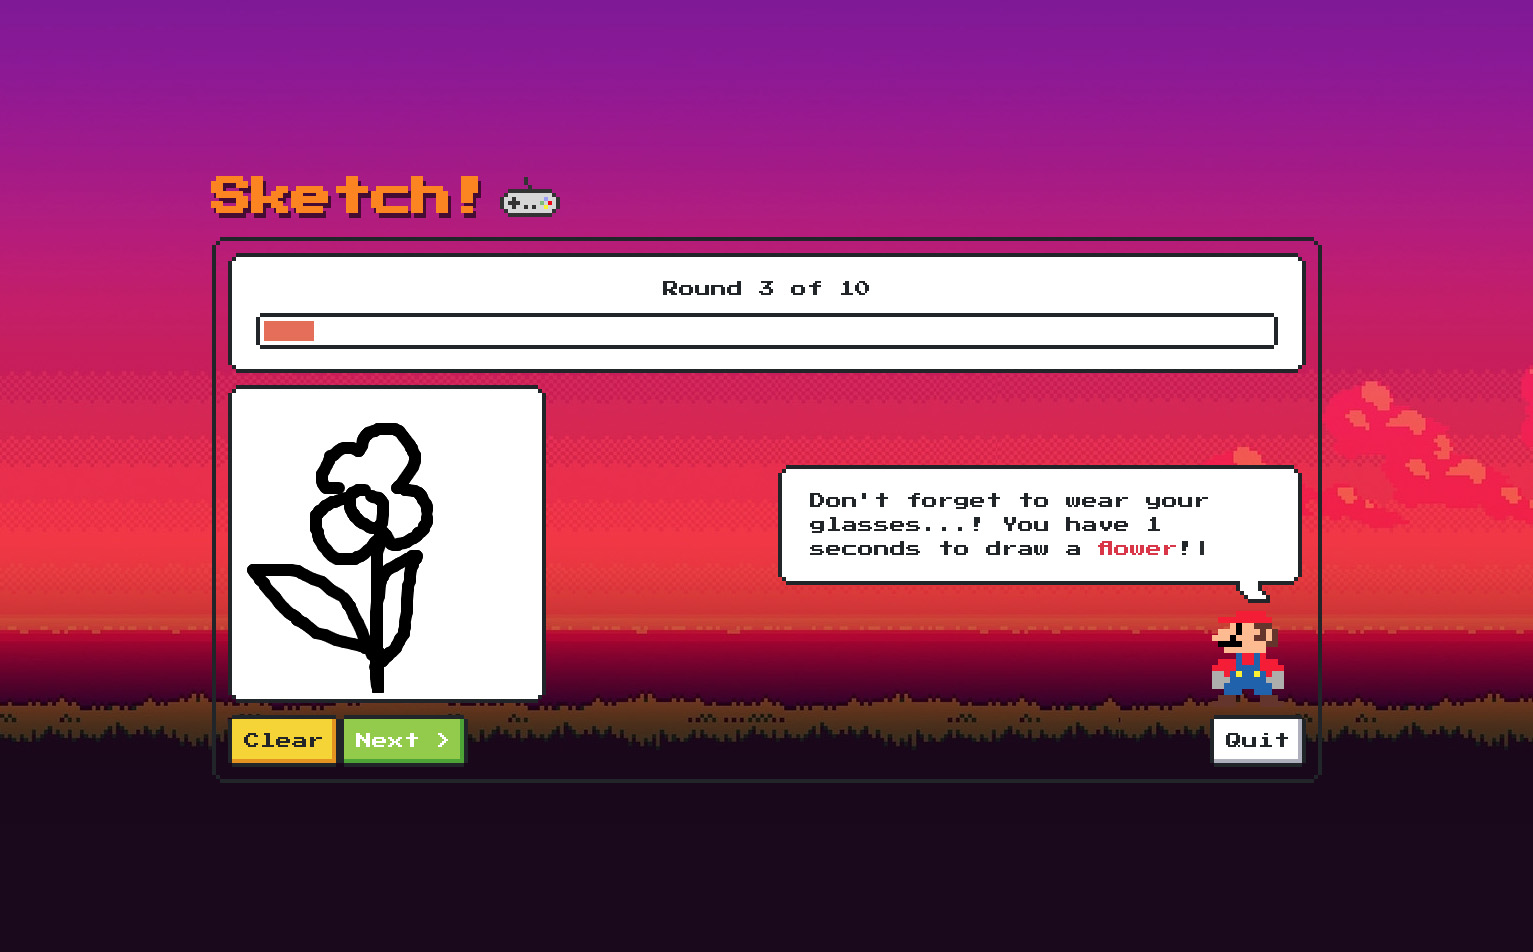 Sketch!
Round 3 of 10
Don't forget to wear your
glasses...! You have 1
seconds to draw a flower!|
Clear
Next >
Quit